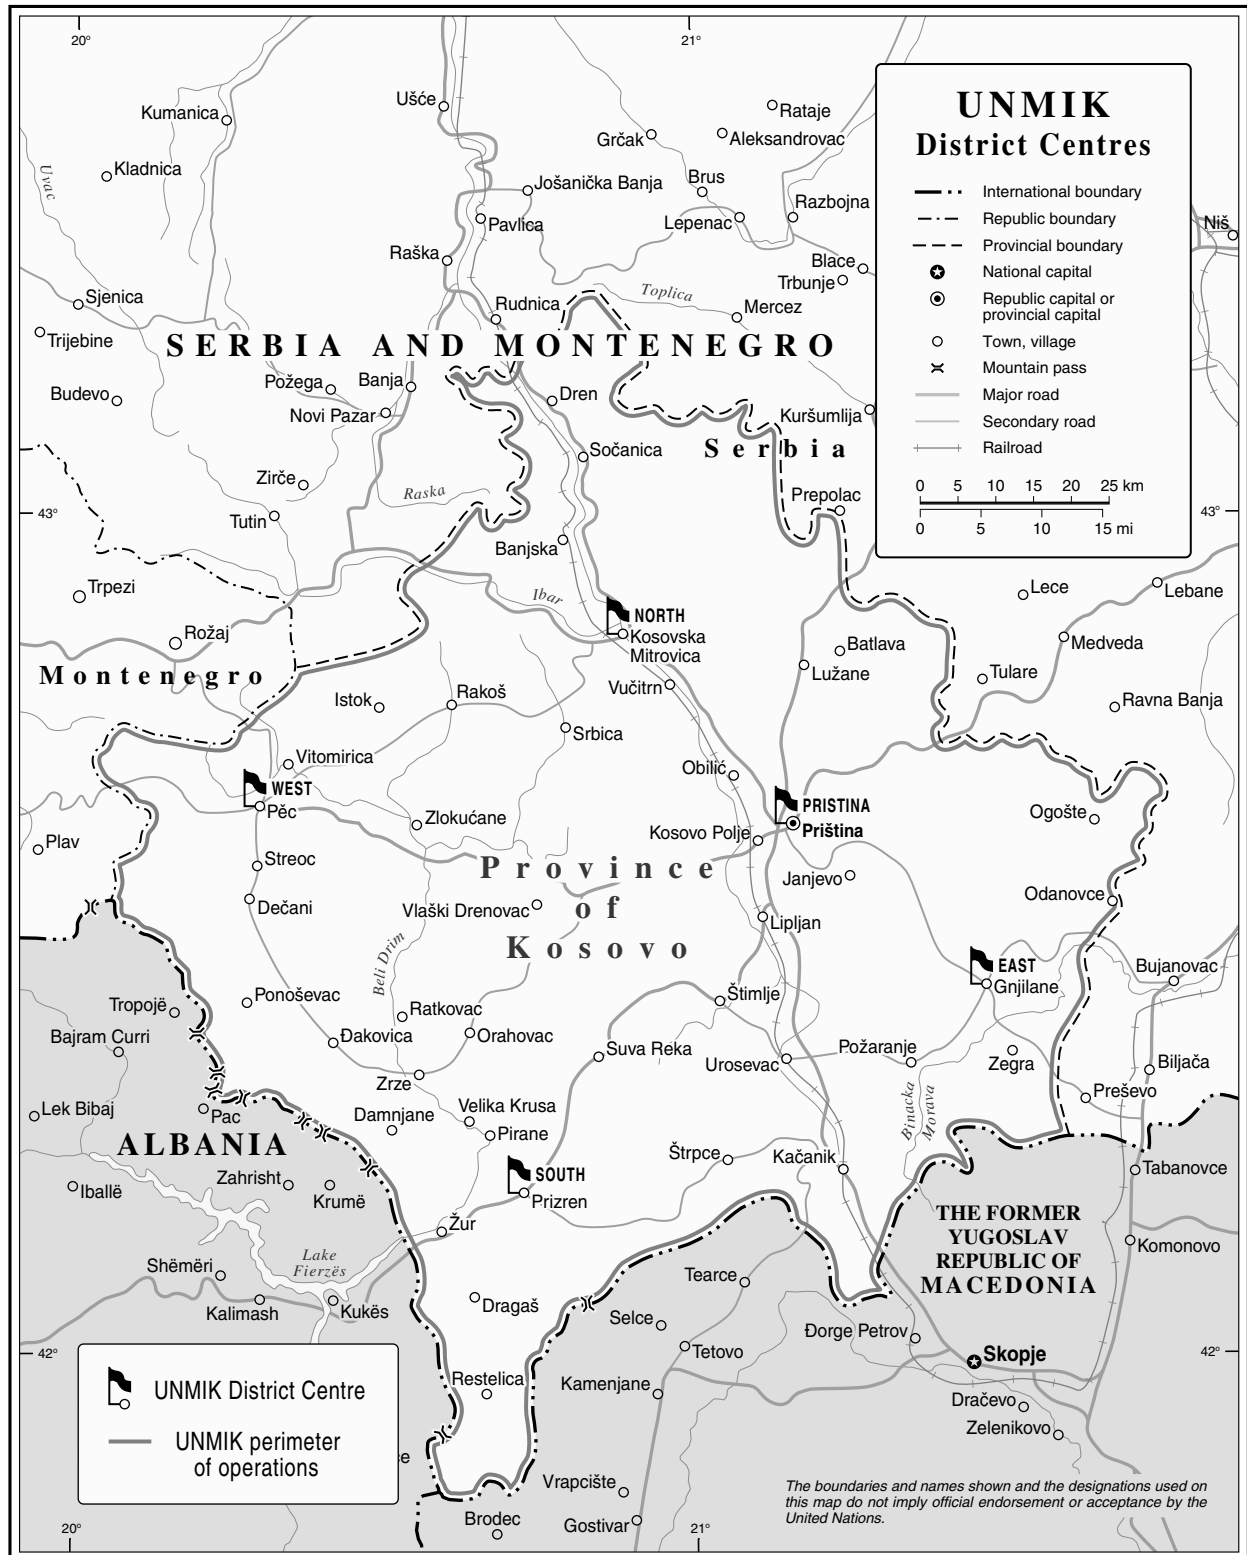 20°
21°
Ušće
Kumanica
Rataje
Grčak
Aleksandrovac
Kladnica
Uvac
Jošanička Banja
Brus
Pavlica
Lepenac
Razbojna
Niš
Raška
Blace
Trbunje
Sjenica
Rudnica
Toplica
Mercez
Trijebine
SERBIA AND MONTENEGRO
Požega
Banja
Budevo
Dren
Novi Pazar
Kuršumlija
Serbia
Sočanica
Zirče
Raska
Prepolac
43°
43°
Tutin
Banjska
Trpezi
Ibar
Lece
Lebane
NORTH
Kosovska
Mitrovica
Rožaj
Batlava
Medveda
Montenegro
Lužane
Tulare
Vučitrn
Istok
Rakoš
Ravna Banja
Srbica
Vitomirica
Obilić
WEST
Pěc
PRISTINA
Priština
Zlokućane
Ogošte
Kosovo Polje
Plav
Streoc
Province
of
Kosovo
Janjevo
Dečani
Vlaški Drenovac
Odanovce
Lipljan
Beli Drim
EAST
Gnjilane
Bujanovac
Ponoševac
Štimlje
Tropojë
Ratkovac
Bajram Curri
Đakovica
Orahovac
Suva Reka
Urosevac
Požaranje
Zegra
Biljača
Zrze
Lek Bibaj
Pac
Damnjane
Velika Krusa
Pirane
Binacka
Morava
Preševo
ALBANIA
Štrpce
Kačanik
Tabanovce
SOUTH
Prizren
Iballë
Zahrisht
Krumë
Žur
THE FORMER
YUGOSLAV
REPUBLIC OF
MACEDONIA
Komonovo
Lake
Fierzës
Shëmëri
Tearce
Kalimash
Kukës
Dragaš
Selce
Đorge Petrov
42°
42°
Tetovo
Skopje
Restelica
Kamenjane
Dračevo
Zelenikovo
ce
Vrapcište
Brodec
Gostivar
20°
21°
UNMIK
District Centres
International boundary
Republic boundary
Provincial boundary
National capital
Republic capital or
provincial capital
Town, village
Mountain pass
Major road
Secondary road
Railroad
0 5 10 15 20 25 km
0 5 10 15 mi
UNMIK District Centre
UNMIK perimeter
of operations
The boundaries and names shown and the designations used on
this map do not imply official endorsement or acceptance by the
United Nations.